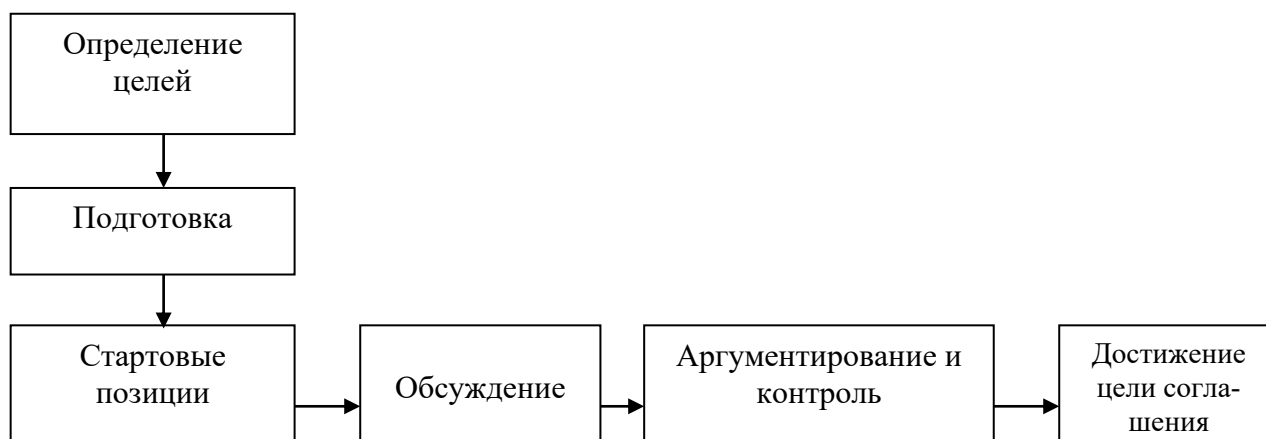 Определение
целей
Подготовка
Стартовые
позиции
Обсуждение
Аргументирование и
контроль
Достижение
цели согла-
шения